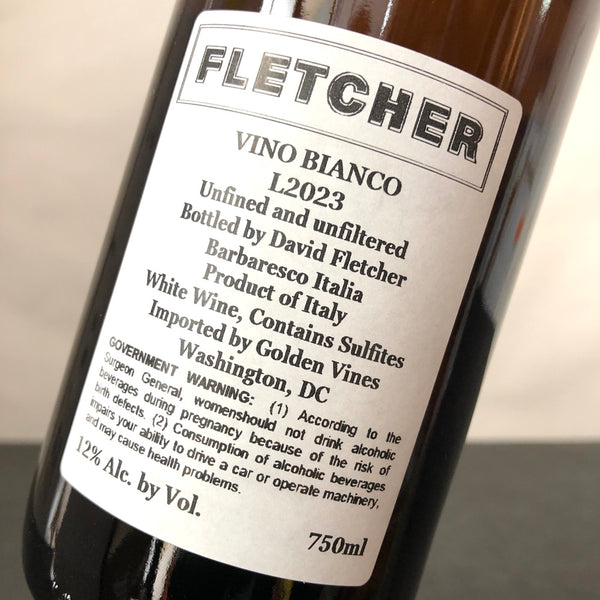 FLETCHER
VINO BIANCO
L2023
Unfined and unfiltered
Bottled by David Fletcher
Barbaresco Italia
Product of Italy
White Wine, Contains Sulfites
Imported by Golden Vines
Washington, DC
GOVERNMENT WARNING: (1) According to the
Surgeon General, womenshould not drink alcoholic
beverages during pregnancy because of the risk of
birth defects. (2) Consumption of alcoholic beverages
impairs your ability to drive a car or operate machinery,
and may cause health problems.
12% Alc. by Vol.
750ml